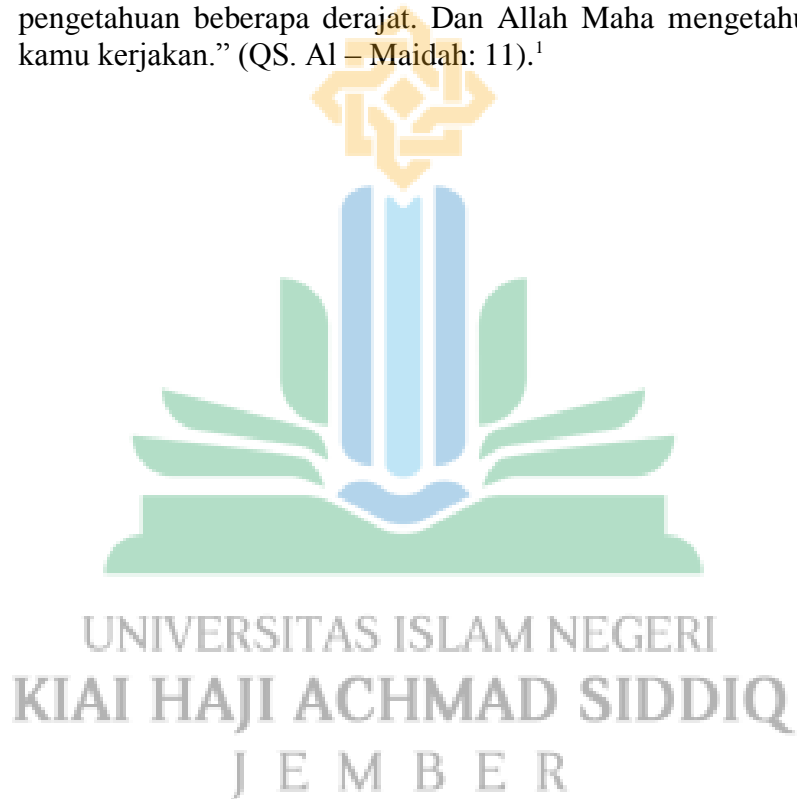 pengetahuan beberapa derajat. Dan Allah Maha mengetahu
kamu kerjakan.” (QS. Al – Maidah: 11).1
UNIVERSITAS ISLAM NEGERI
KIAI HAJI ACHMAD SIDDIQ
JEMBER